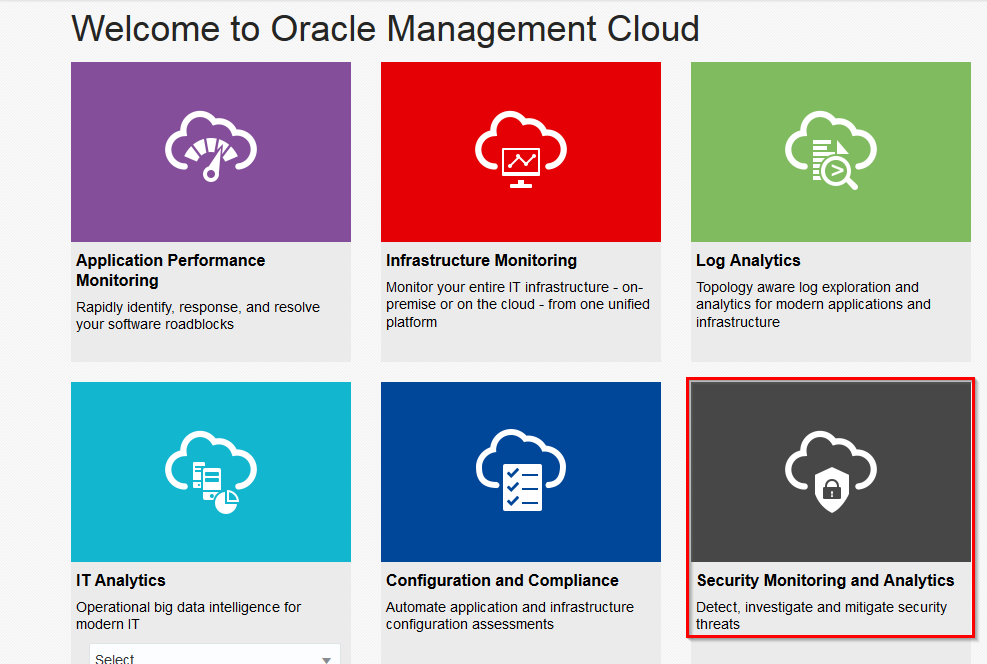 Welcome to Oracle Management Cloud
Application Performance
Monitoring
Rapidly identify, response, and resolve
your software roadblocks
Infrastructure Monitoring
Monitor your entire IT infrastructure - on-
premise or on the cloud - from one unified
platform
Log Analytics
Topology aware log exploration and
analytics for modern applications and
infrastructure
IT Analytics
Operational big data intelligence for
modern IT
Select
Configuration and Compliance
Automate application and infrastructure
configuration assessments
Security Monitoring and Analytics
Detect, investigate and mitigate security
threats